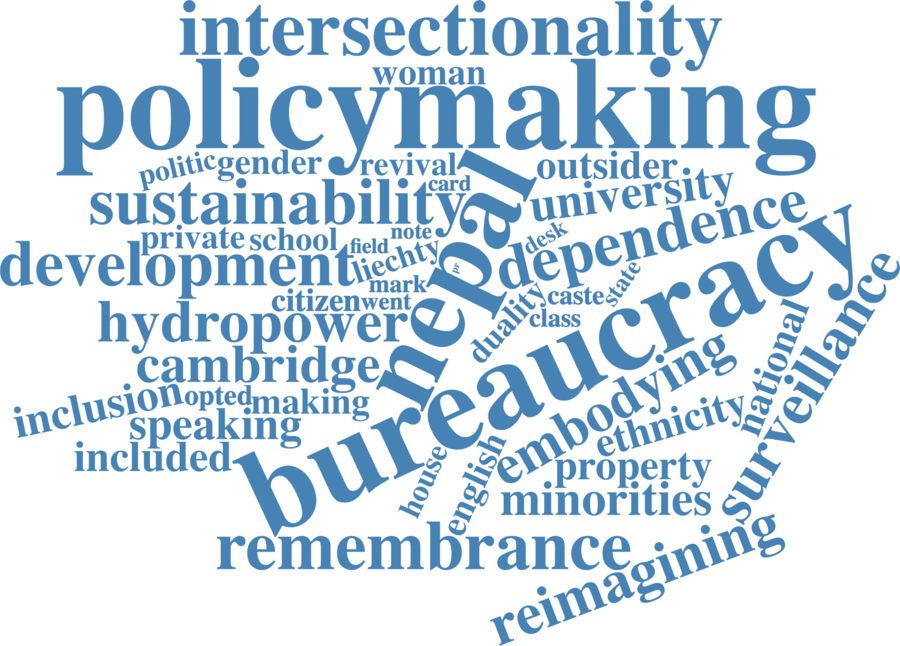 intersectionality
woman
policymaking
politic
gender
revival
card
outsider
sustainability
nepal
university
private
school
field
note
desk
dependence
development
liechty
pr
mark
citizen
went
duality
caste
state
class
hydropower
bureaucracy
cambridge
inclusion
opted
making
speaking
included
house
english
embodying
ethnicity
national
surveillance
property
minorities
remembrance
reimagining